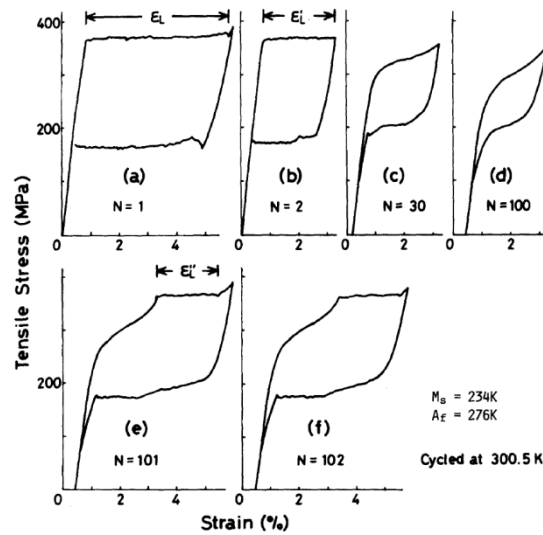 Tensile Stress (MPa)
400
200
0
ε_L
(a)
N = 1
0 2 4
ε'_L
(b)
N = 2
0 2
(c)
N = 30
0 2
(d)
N = 100
0 2
200
0
ε''_L
(e)
N = 101
0 2 4
(f)
N = 102
0 2 4
M_s = 234K
A_f = 276K
Cycled at 300.5 K
Strain (%)